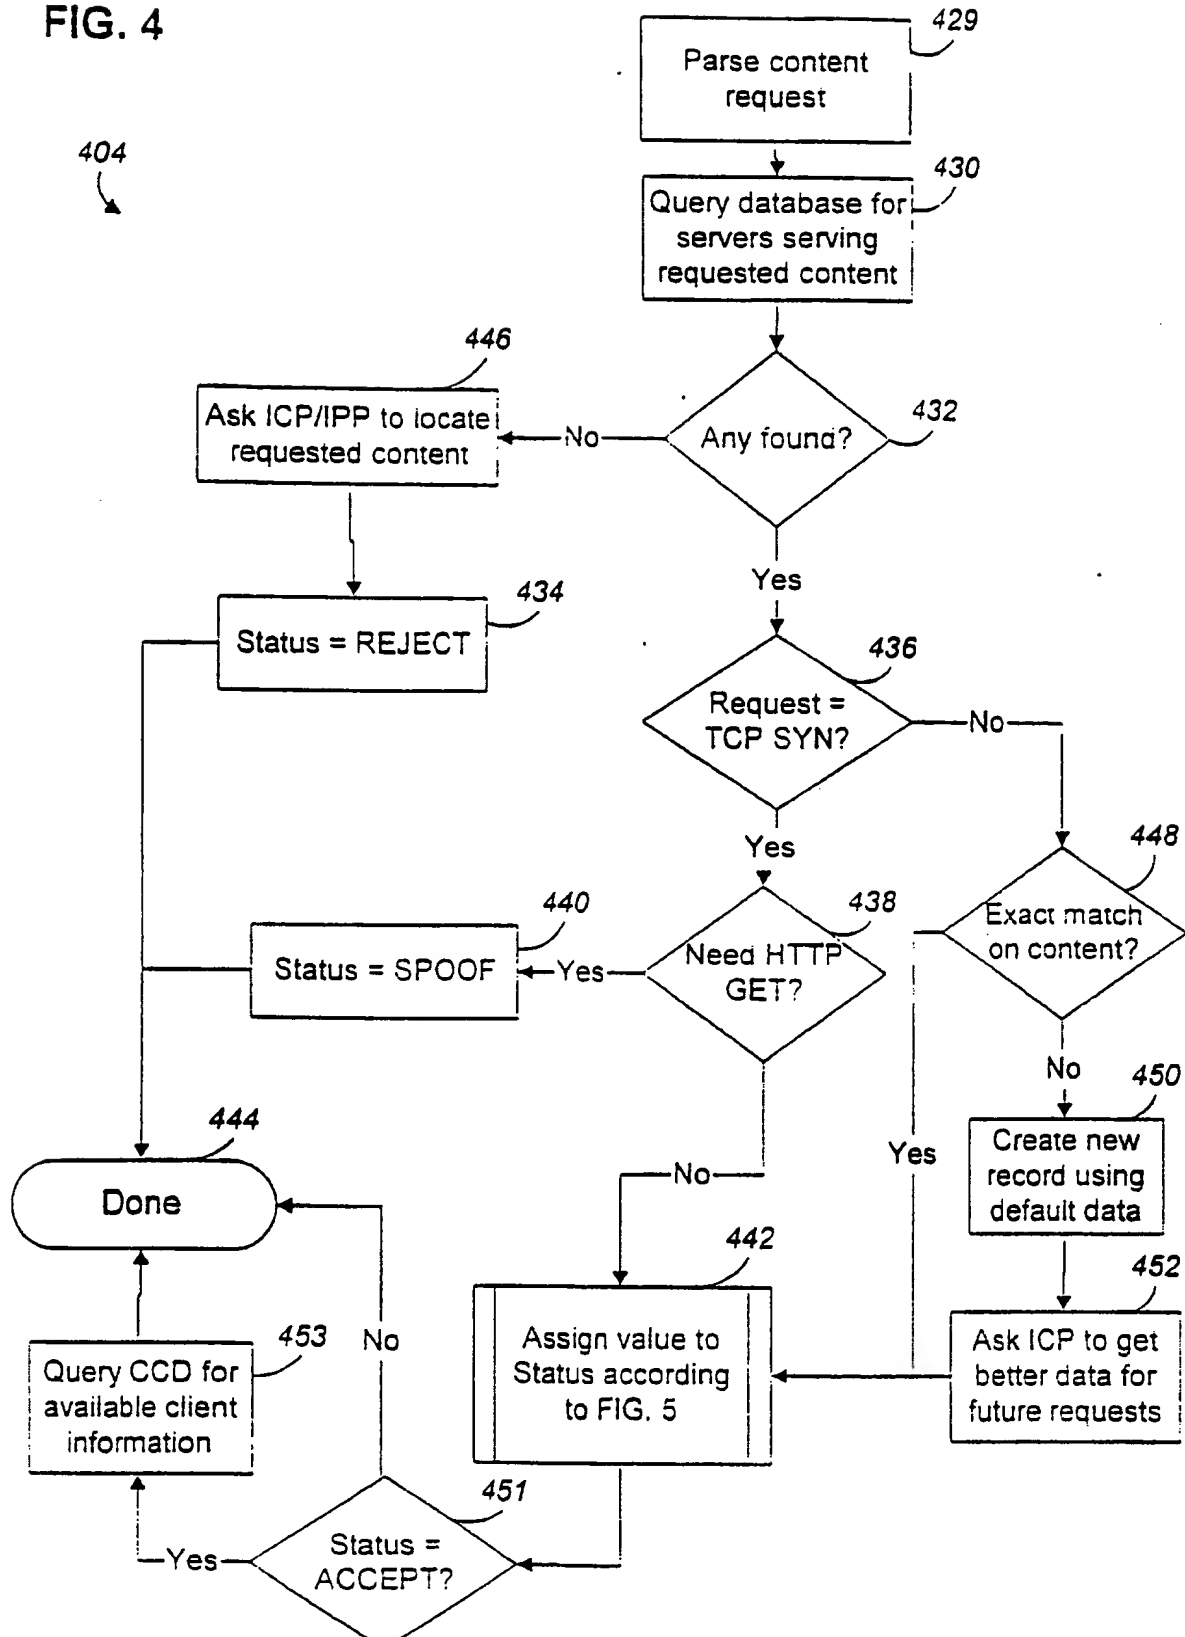 FIG. 4
429
Parse content
request
404
430
Query database for
servers serving
requested content
446
Ask ICP/IPP to locate
requested content
No
Any found?
432
Yes
434
Status = REJECT
436
Request =
TCP SYN?
No
Yes
448
Exact match
on content?
440
Status = SPOOF
Yes
438
Need HTTP
GET?
No
450
Create new
record using
default data
Yes
444
Done
No
442
Assign value to
Status according
to FIG. 5
452
Ask ICP to get
better data for
future requests
453
Query CCD for
available client
information
No
451
Status =
ACCEPT?
Yes